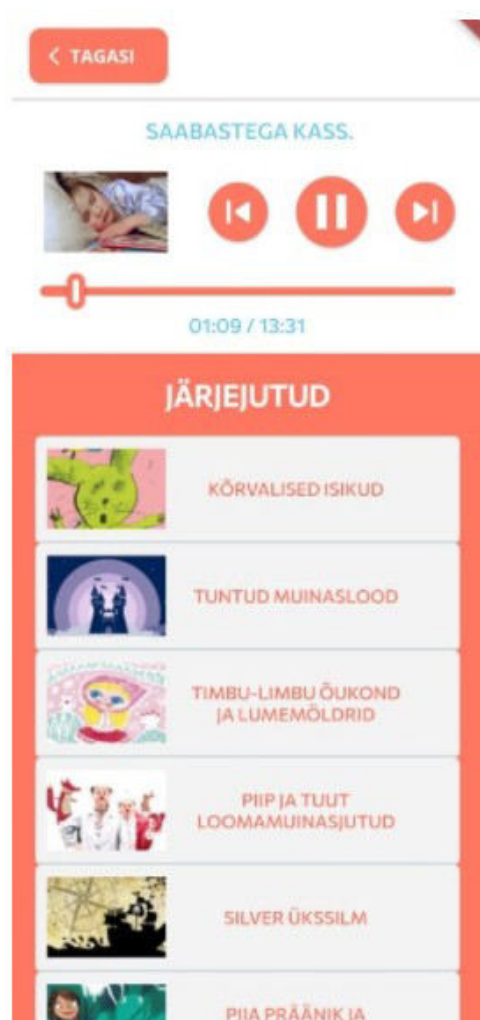 TAGASI
SAABASTEGA KASS.
01:09 / 13:31
JÄRJEJUTUD
KÕRVALISED ISIKUD
TUNTUD MUINASLOOD
TIMBU-LIMBU ÕUKOND
JA LUMEMÖLDRID
PIIP JA TUUT
LOOMAMUINASJUTUD
SILVER ÜKSSILM
PIIA PRÄÄNIK JA